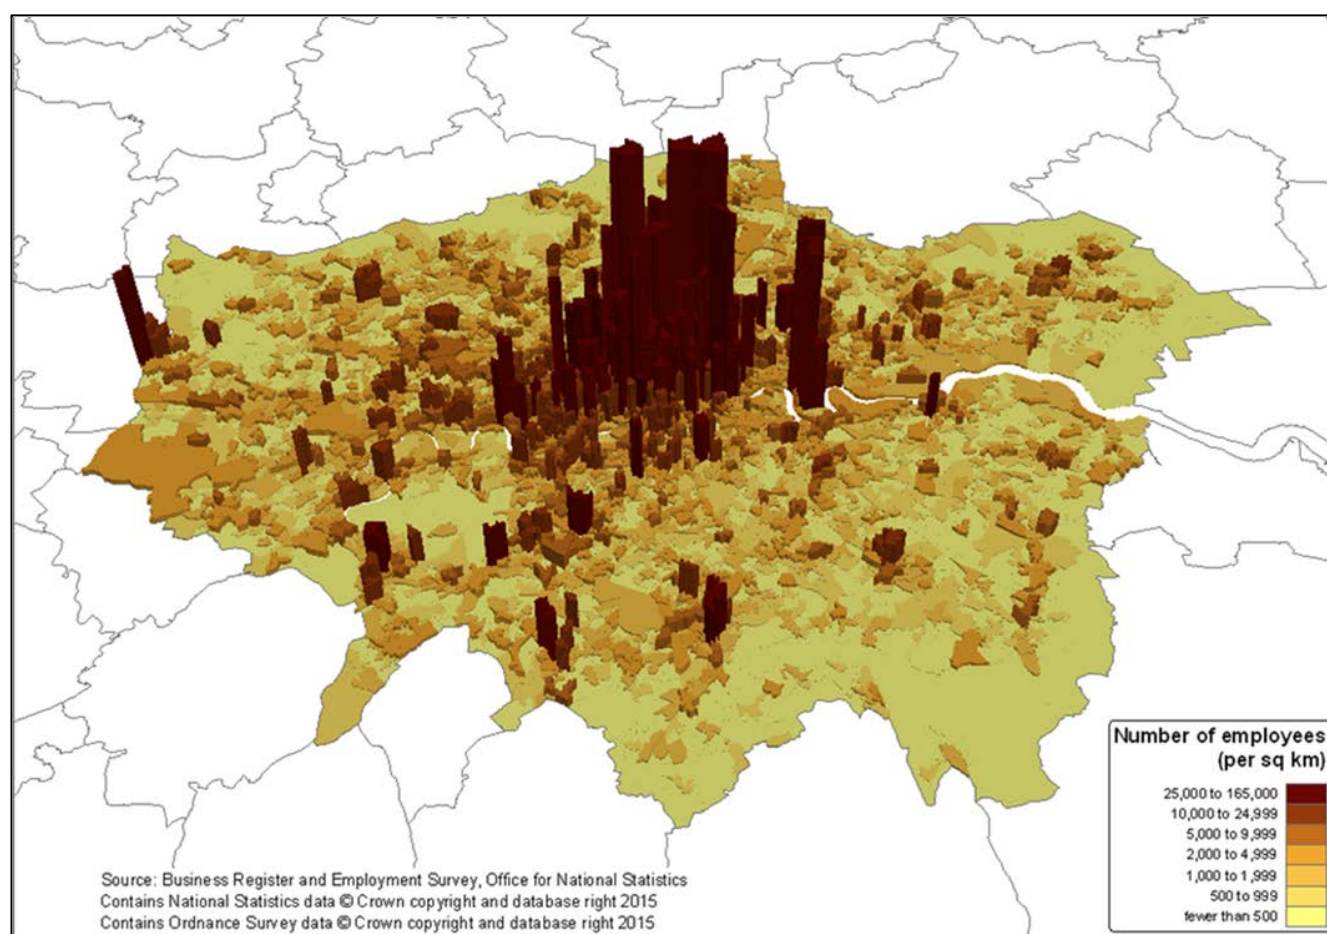 Number of employees
(per sq km)
25,000 to 165,000
10,000 to 24,999
5,000 to 9,999
2,000 to 4,999
1,000 to 1,999
500 to 999
fewer than 500
Source: Business Register and Employment Survey, Office for National Statistics
Contains National Statistics data © Crown copyright and database right 2015
Contains Ordnance Survey data © Crown copyright and database right 2015